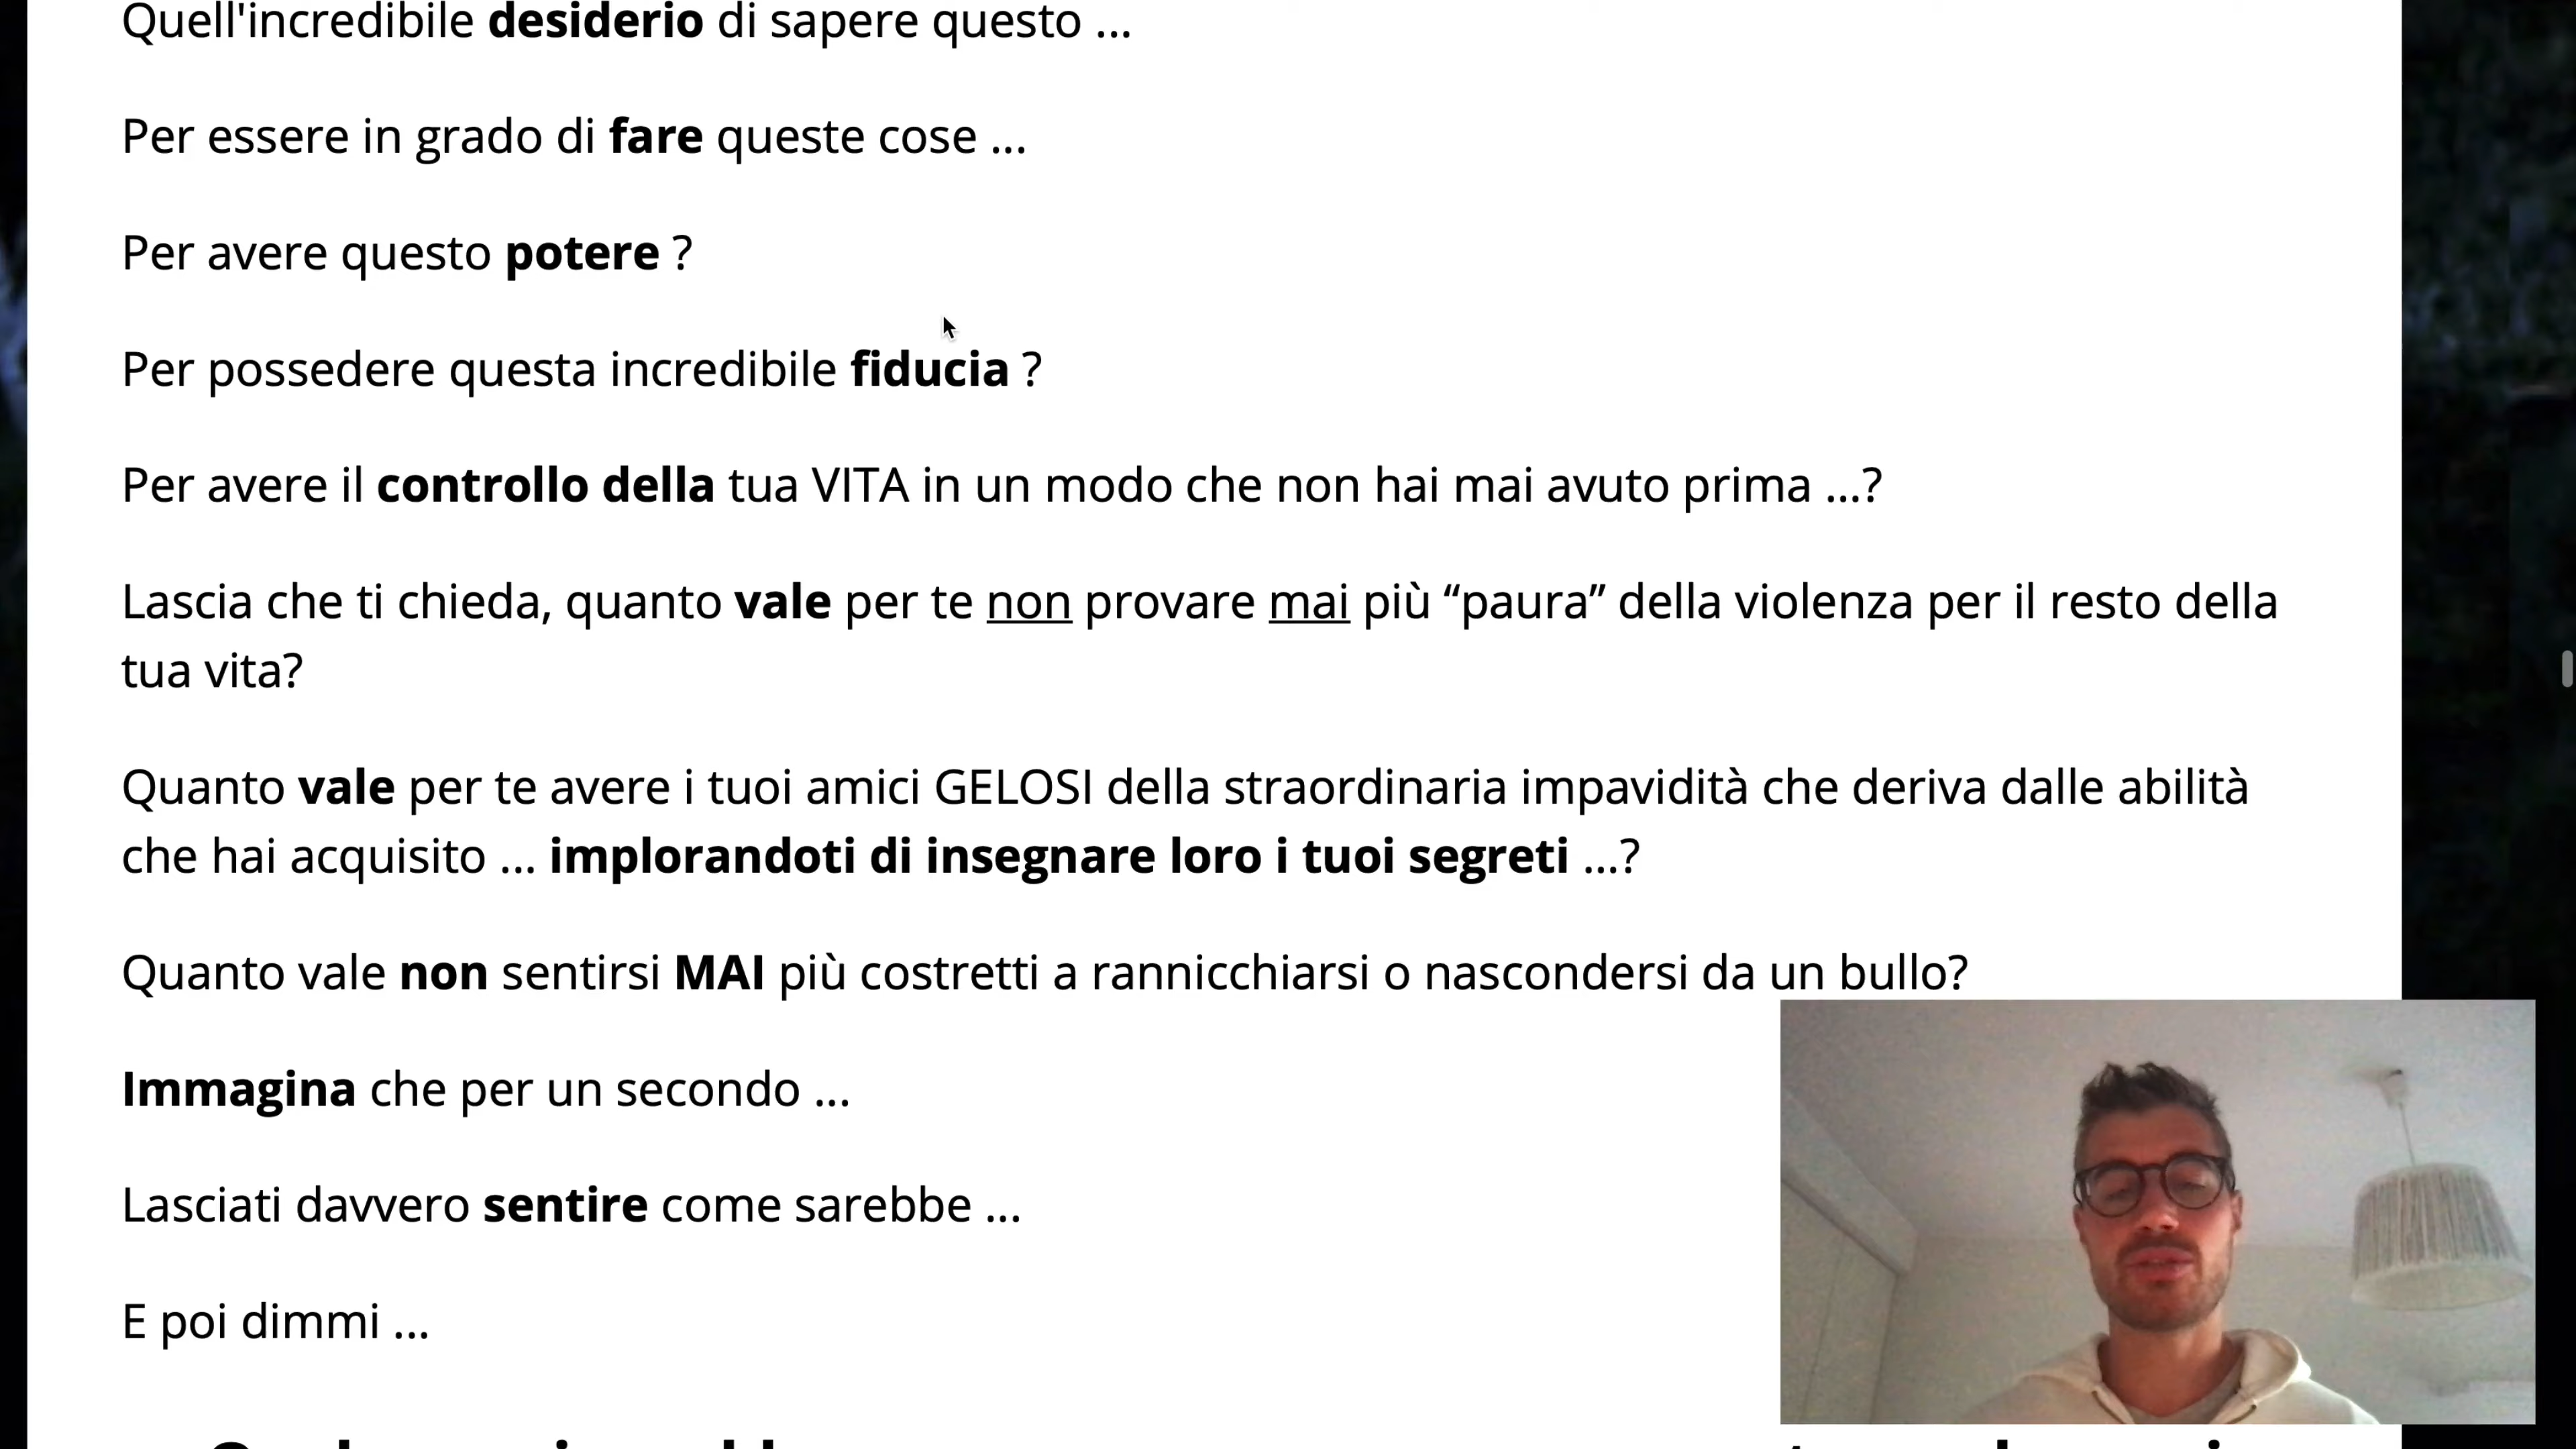 Quell'incredibile desiderio di sapere questo ...
Per essere in grado di fare queste cose ...
Per avere questo potere ?
Per possedere questa incredibile fiducia ?
Per avere il controllo della tua VITA in un modo che non hai mai avuto prima ...?
Lascia che ti chieda, quanto vale per te non provare mai più “paura” della violenza per il resto della
tua vita?
Quanto vale per te avere i tuoi amici GELOSI della straordinaria impavidità che deriva dalle abilità
che hai acquisito ... implorandoti di insegnare loro i tuoi segreti ...?
Quanto vale non sentirsi MAI più costretti a rannicchiarsi o nascondersi da un bullo?
Immagina che per un secondo ...
Lasciati davvero sentire come sarebbe ...
E poi dimmi ...